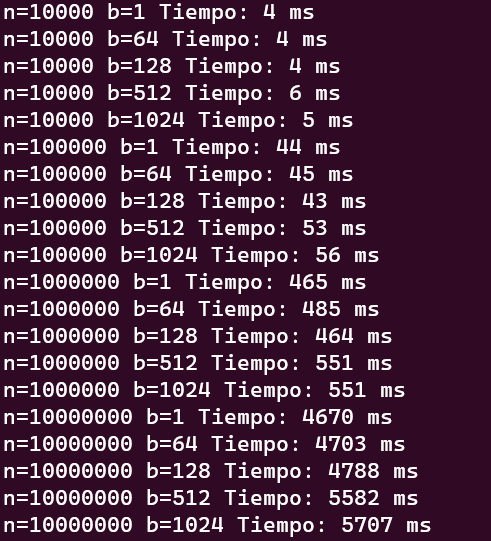 n=10000 b=1 Tiempo: 4 ms
n=10000 b=64 Tiempo: 4 ms
n=10000 b=128 Tiempo: 4 ms
n=10000 b=512 Tiempo: 6 ms
n=10000 b=1024 Tiempo: 5 ms
n=100000 b=1 Tiempo: 44 ms
n=100000 b=64 Tiempo: 45 ms
n=100000 b=128 Tiempo: 43 ms
n=100000 b=512 Tiempo: 53 ms
n=100000 b=1024 Tiempo: 56 ms
n=1000000 b=1 Tiempo: 465 ms
n=1000000 b=64 Tiempo: 485 ms
n=1000000 b=128 Tiempo: 464 ms
n=1000000 b=512 Tiempo: 551 ms
n=1000000 b=1024 Tiempo: 551 ms
n=10000000 b=1 Tiempo: 4670 ms
n=10000000 b=64 Tiempo: 4703 ms
n=10000000 b=128 Tiempo: 4788 ms
n=10000000 b=512 Tiempo: 5582 ms
n=10000000 b=1024 Tiempo: 5707 ms